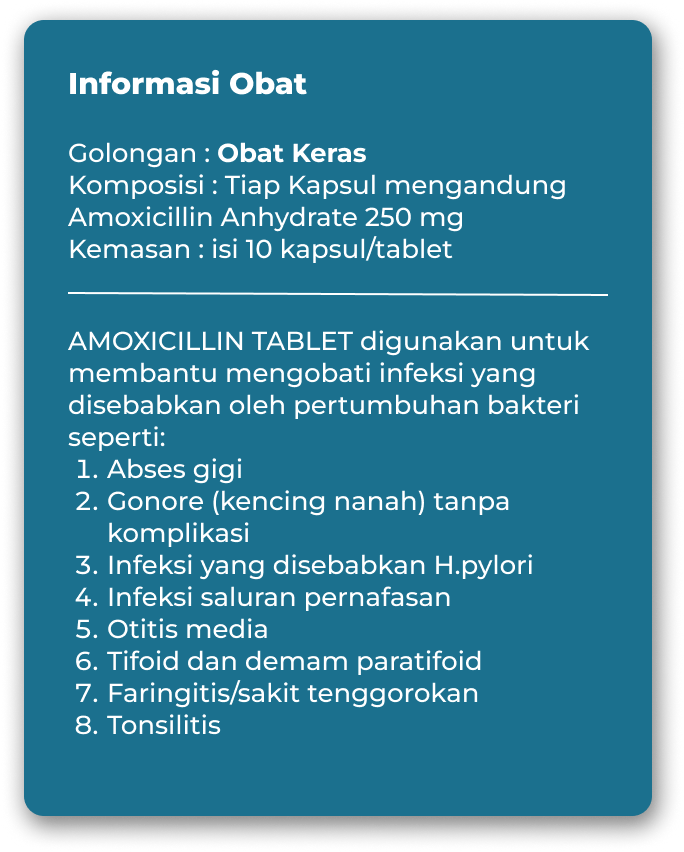 Informasi Obat
Golongan : Obat Keras
Komposisi : Tiap Kapsul mengandung
Amoxicillin Anhydrate 250 mg
Kemasan : isi 10 kapsul/tablet
AMOXICILLIN TABLET digunakan untuk
membantu mengobati infeksi yang
disebabkan oleh pertumbuhan bakteri
seperti:
1. Abses gigi
2. Gonore (kencing nanah) tanpa
komplikasi
3. Infeksi yang disebabkan H.pylori
4. Infeksi saluran pernafasan
5. Otitis media
6. Tifoid dan demam paratifoid
7. Faringitis/sakit tenggorokan
8. Tonsilitis